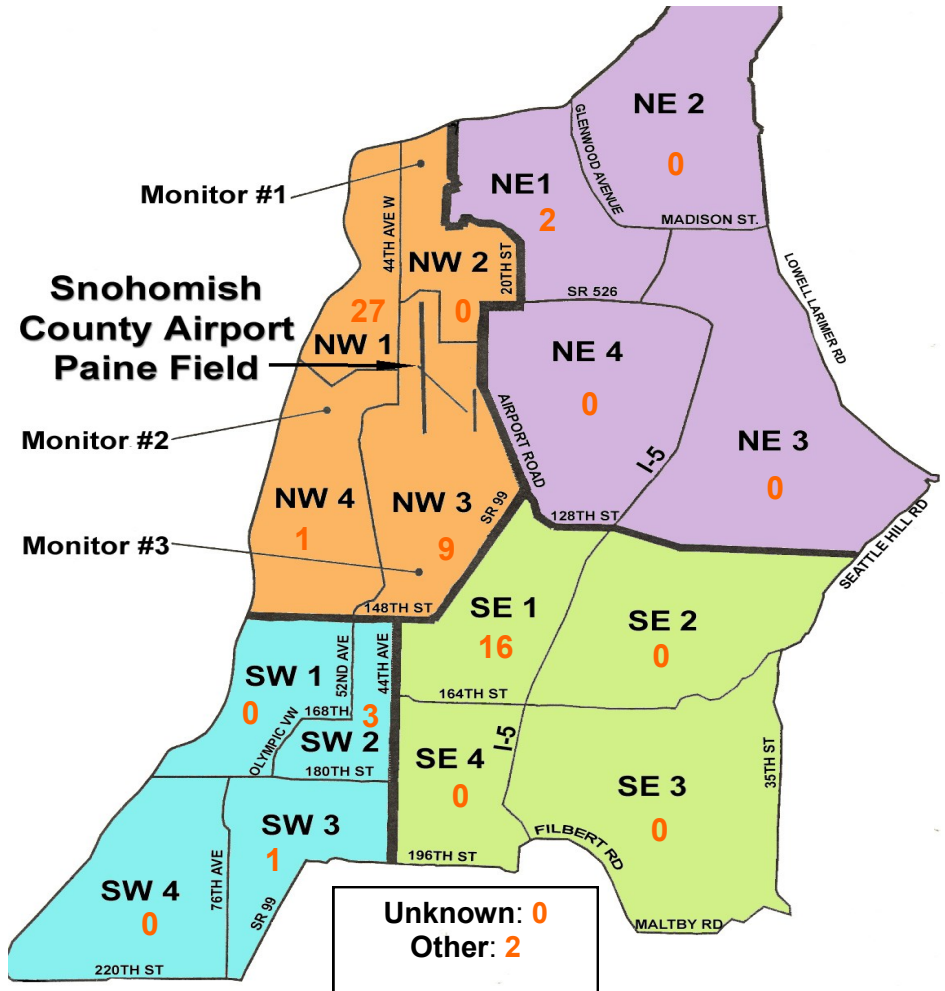 NE 2
0
GLENWOOD AVENUE
MADISON ST.
NE1
2
Monitor #1
44TH AVE W
NW 2
0
20TH ST
SR 526
LOWELL LARIMER RD
Snohomish
County Airport
Paine Field
27
NW 1
NE 4
0
AIRPORT ROAD
I-5
NE 3
0
Monitor #2
NW 4
1
NW 3
9
SR 99
128TH ST
SEATTLE HILL RD
Monitor #3
148TH ST
SE 1
16
SE 2
0
SW 1
0
52ND AVE
44TH AVE
168TH
3
OLYMPIC VW
SW 2
180TH ST
164TH ST
SE 4
0
I-5
SE 3
0
35TH ST
SW 3
1
196TH ST
FILBERT RD
SW 4
0
76TH AVE
SR 99
220TH ST
MALTBY RD
Unknown: 0
Other: 2